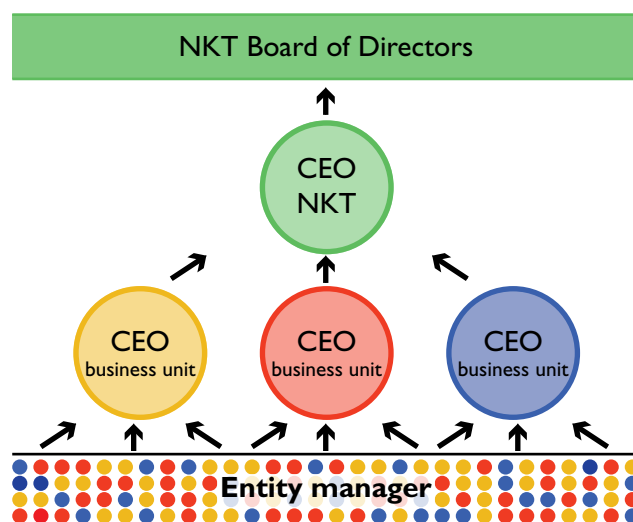 NKT Board of Directors
CEO
NKT
CEO
business unit
CEO
business unit
CEO
business unit
Entity manager